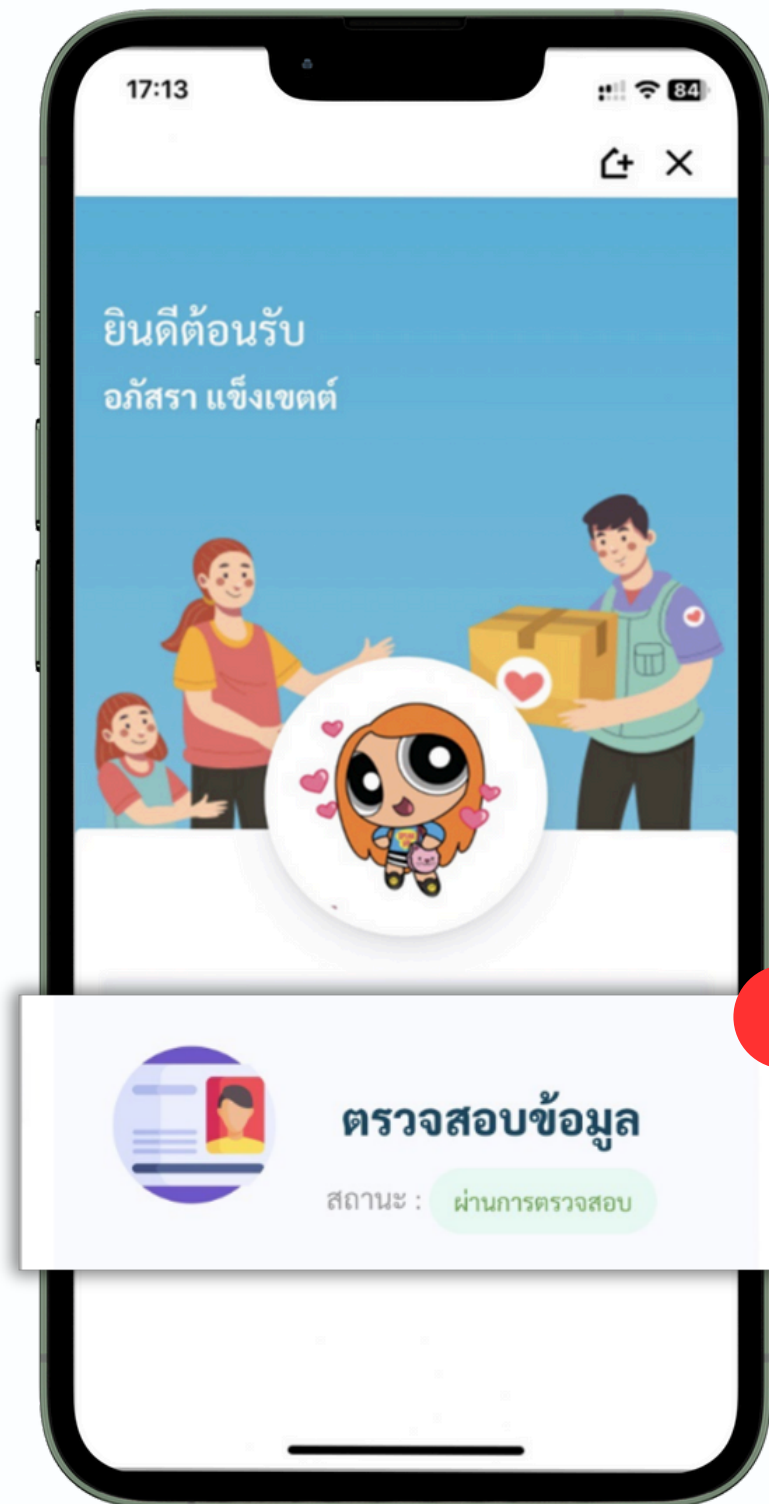 17:13
84
ยินดีต้อนรับ
อภัสรา แข็งเขตต์
ตรวจสอบข้อมูล
สถานะ : ผ่านการตรวจสอบ